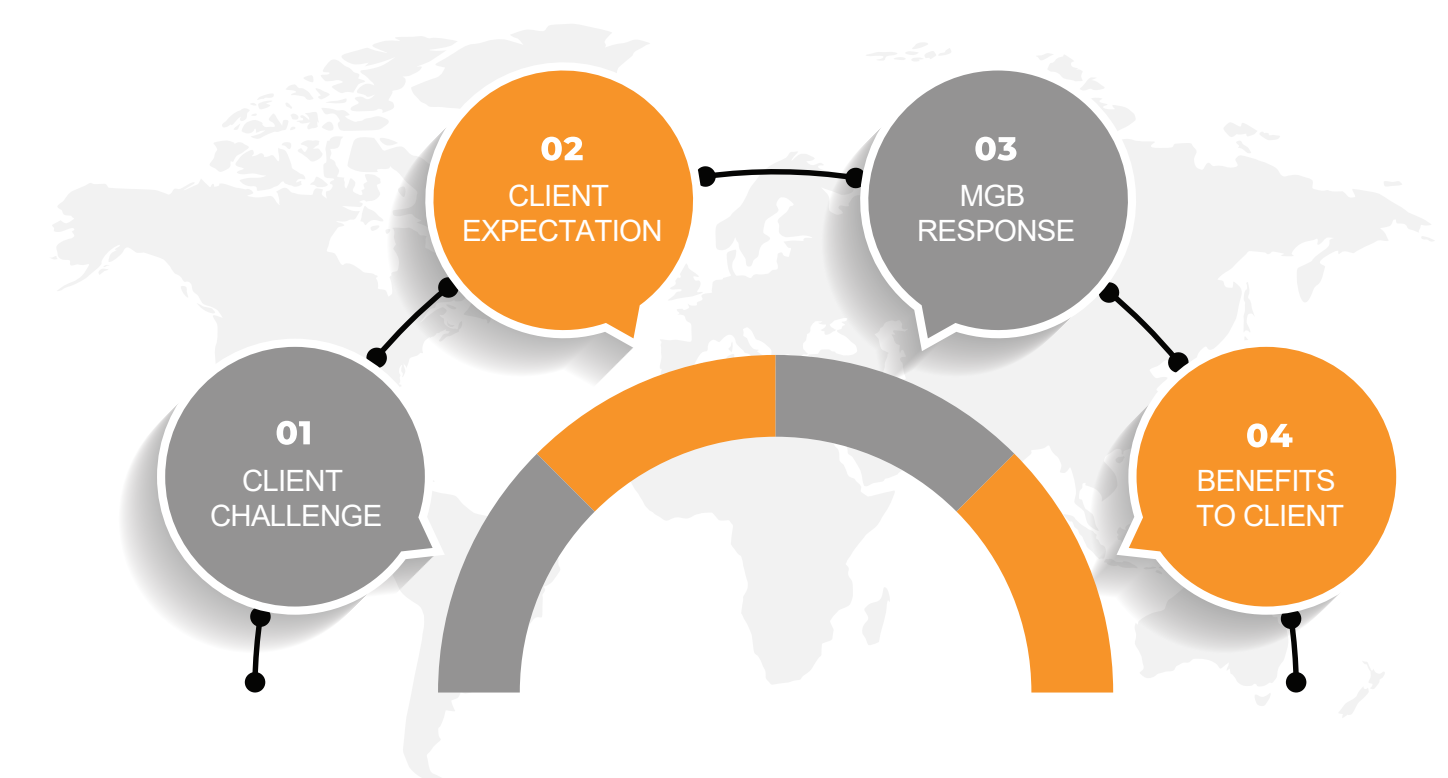 01
CLIENT
CHALLENGE
02
CLIENT
EXPECTATION
03
MGB
RESPONSE
04
BENEFITS
TO CLIENT